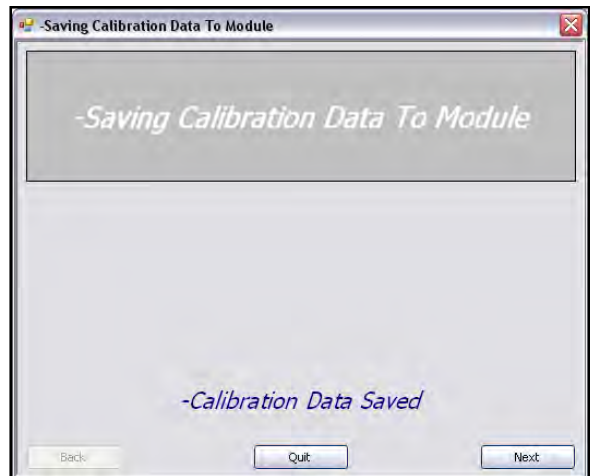 -Saving Calibration Data To Module
-Saving Calibration Data To Module
-Calibration Data Saved
Back
Quit
Next